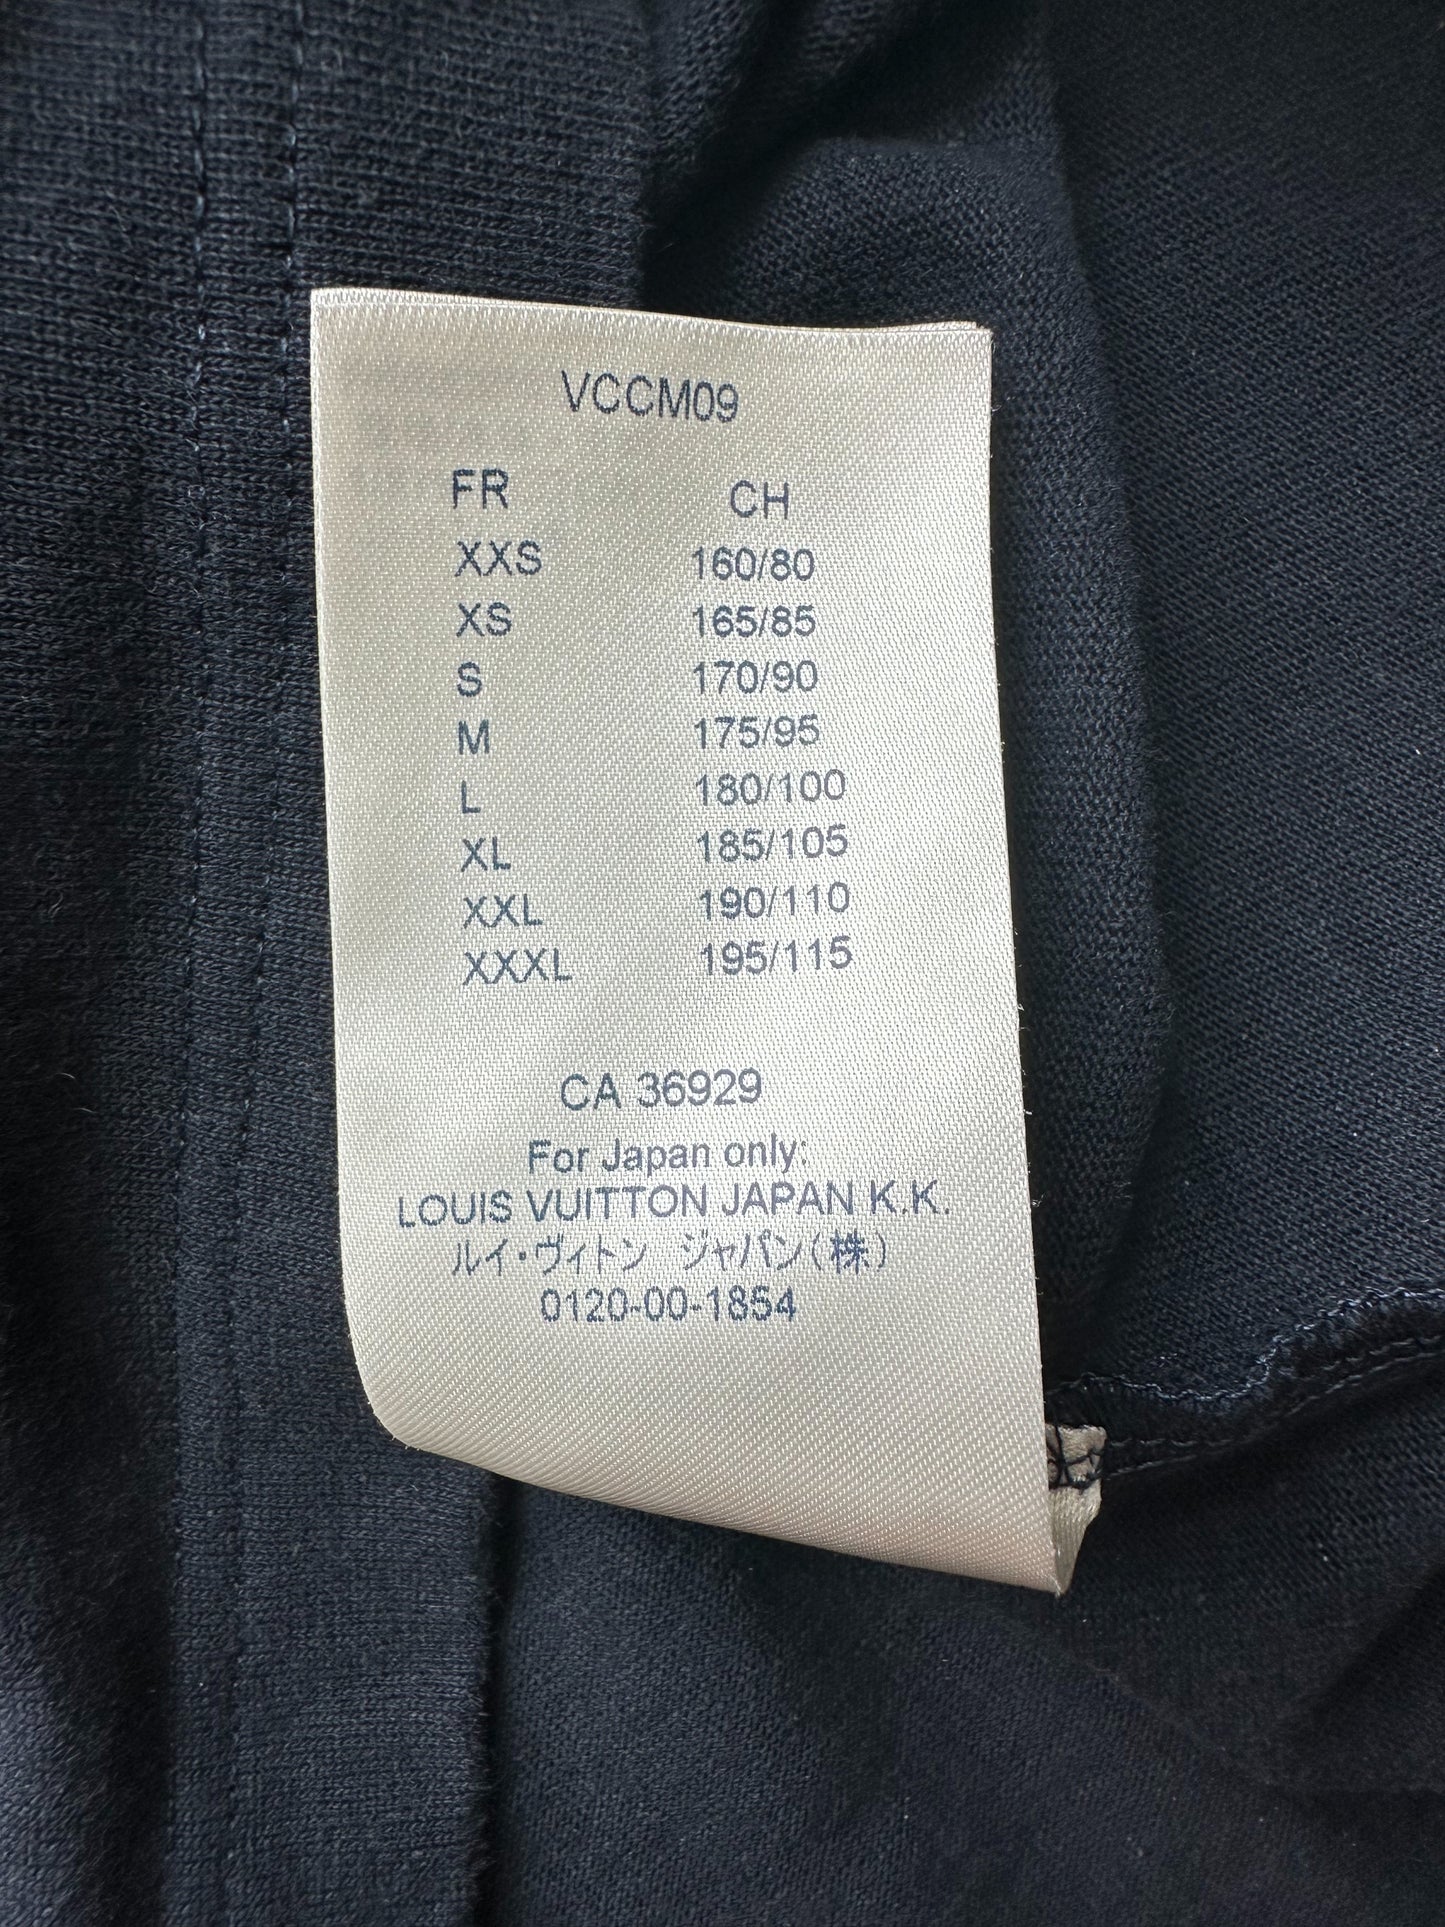 VCCM09
FR CH
XXS 160/80
XS 165/85
S 170/90
M 175/95
L 180/100
XL 185/105
XXL 190/110
XXXL 195/115
CA 36929
For Japan only:
LOUIS VUITTON JAPAN K.K.
ルイ・ヴィトン ジャパン(株)
0120-00-1854